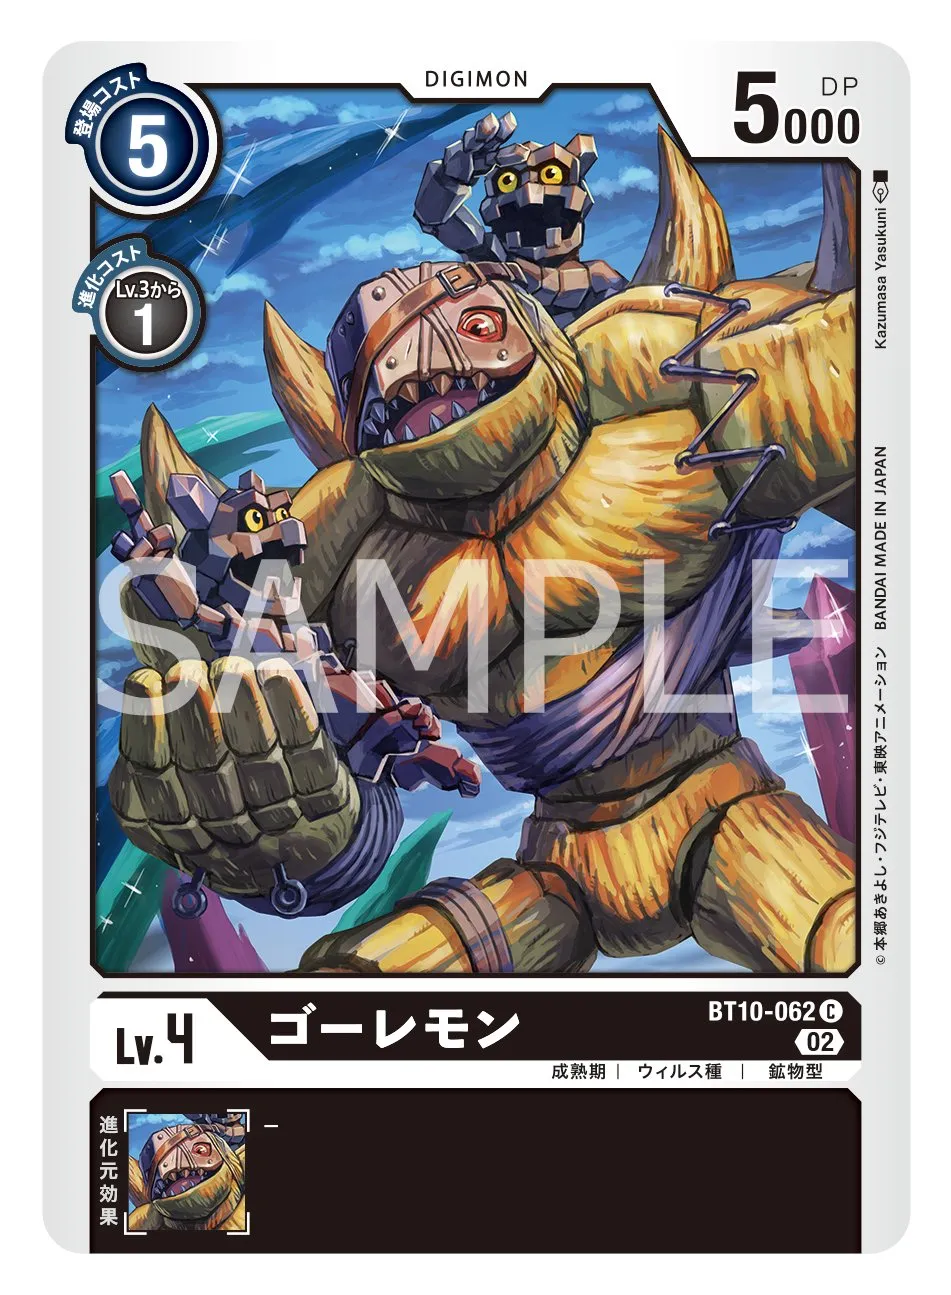 DIGIMON
登場コスト
5
DP
5000
進化コスト
Lv.3から
1
Kazumasa Yasukuni
BANDAI MADE IN JAPAN
©本郷あきよし・フジテレビ・東映アニメーション
SAMPLE
Lv.4
ゴーレモン
BT10-062 C
02
成熟期 | ウィルス種 | 鉱物型
進化元効果
―